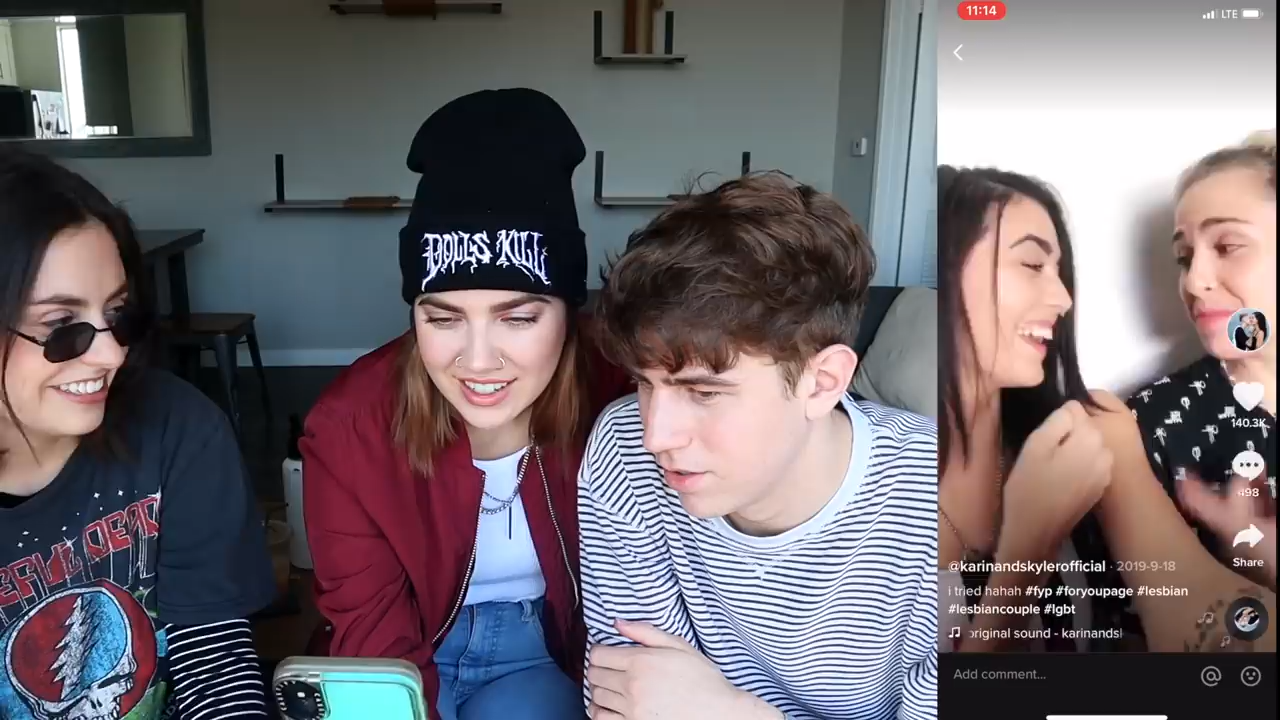 DOLLS KILL
11:14
LTE
140.3K
498
Share
@karinandskylerofficial · 2019-9-18
i tried hahah #fyp #foryoupage #lesbian
#lesbiancouple #lgbt
original sound - karinands
Add comment...